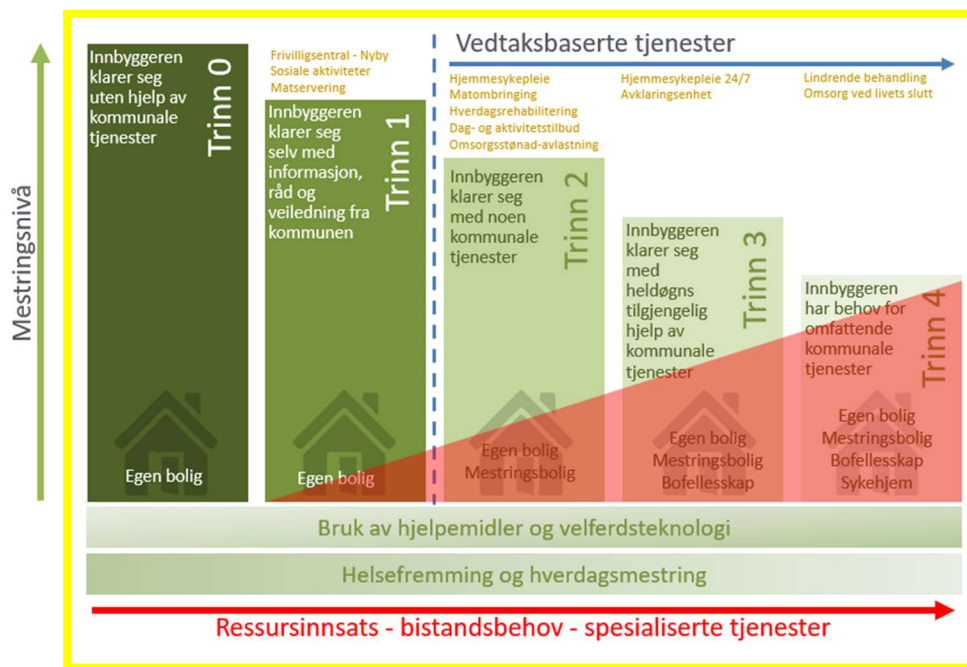 Mestringsnivå
Innbyggeren
klarer seg
uten hjelp av
kommunale
tjenester
Trinn 0
Egen bolig
Frivilligsentral - Nyby
Sosiale aktiviteter
Matservering
Innbyggeren
klarer seg
selv med
informasjon,
råd og
veiledning fra
kommunen
Trinn 1
Egen bolig
Vedtaksbaserte tjenester
Hjemmesykepleie
Matombringing
Hverdagsrehabilitering
Dag- og aktivitetstilbud
Omsorgsstønad-avlastning
Innbyggeren
klarer seg
med noen
kommunale
tjenester
Trinn 2
Egen bolig
Mestringsbolig
Hjemmesykepleie 24/7
Avklaringsenhet
Innbyggeren
klarer seg
med
heldøgns
tilgjengelig
hjelp av
kommunale
tjenester
Trinn 3
Egen bolig
Mestringsbolig
Bofellesskap
Lindrende behandling
Omsorg ved livets slutt
Innbyggeren
har behov for
omfattende
kommunale
tjenester
Trinn 4
Egen bolig
Mestringsbolig
Bofellesskap
Sykehjem
Bruk av hjelpemidler og velferdsteknologi
Helsefremming og hverdagsmestring
Ressursinnsats - bistandsbehov - spesialiserte tjenester